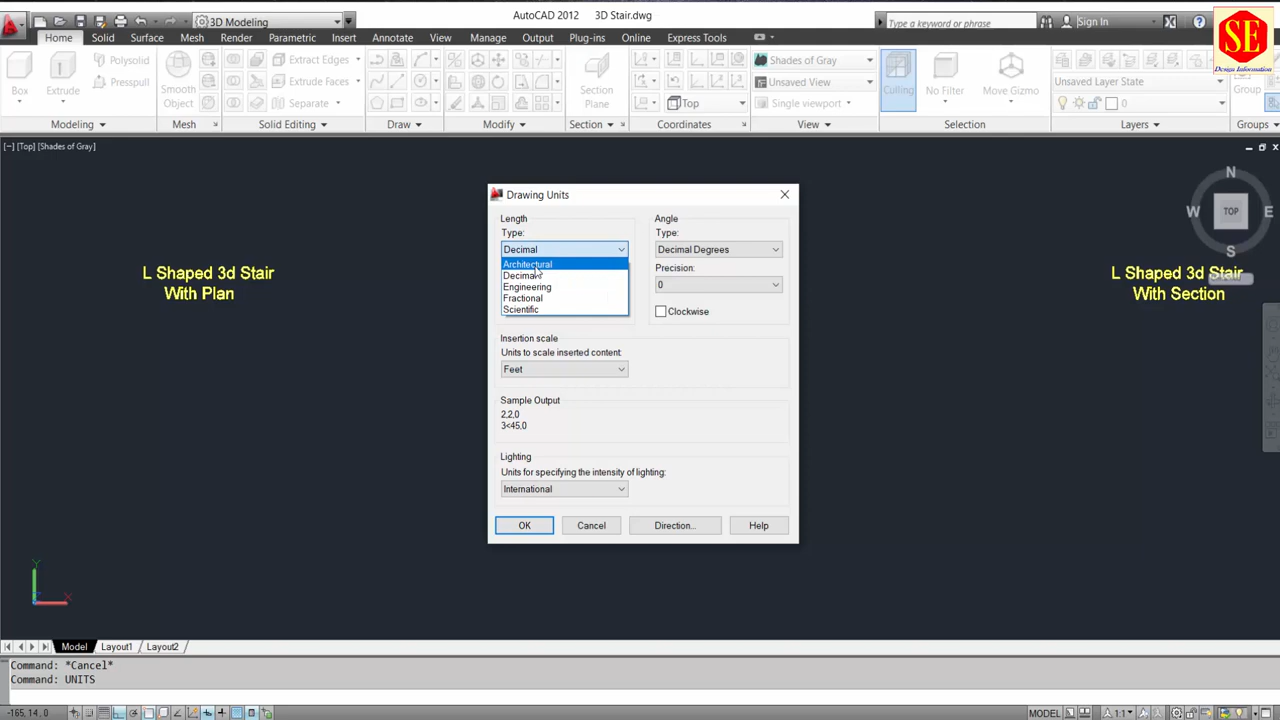 3D Modeling
AutoCAD 2012 3D Stair.dwg
Type a keyword or phrase
Sign In
SE
Design Information
Home Solid Surface Mesh Render Parametric Insert Annotate View Manage Output Plug-ins Online Express Tools
Box
Extrude
Polysolid
Presspull
Smooth
Object
Extract Edges
Extrude Faces
Separate
Section
Plane
Top
Shades of Gray
Unsaved View
Single viewport
Culling
No Filter
Move Gizmo
Unsaved Layer State
0
Group
Modeling Mesh Solid Editing Draw Modify Section Coordinates View Selection Layers Groups
[−] [Top] [Shades of Gray]
N
W TOP E
S
L Shaped 3d Stair
With Plan
L Shaped 3d Stair
With Section
Drawing Units
Length
Type:
Decimal
Architectural
Decimal
Engineering
Fractional
Scientific
Angle
Type:
Decimal Degrees
Precision:
0
Clockwise
Insertion scale
Units to scale inserted content:
Feet
Sample Output
2,2,0
3<45,0
Lighting
Units for specifying the intensity of lighting:
International
OK Cancel Direction... Help
Y
X
Model Layout1 Layout2
Command: *Cancel*
Command: UNITS
-165, 14, 0
MODEL
1:1